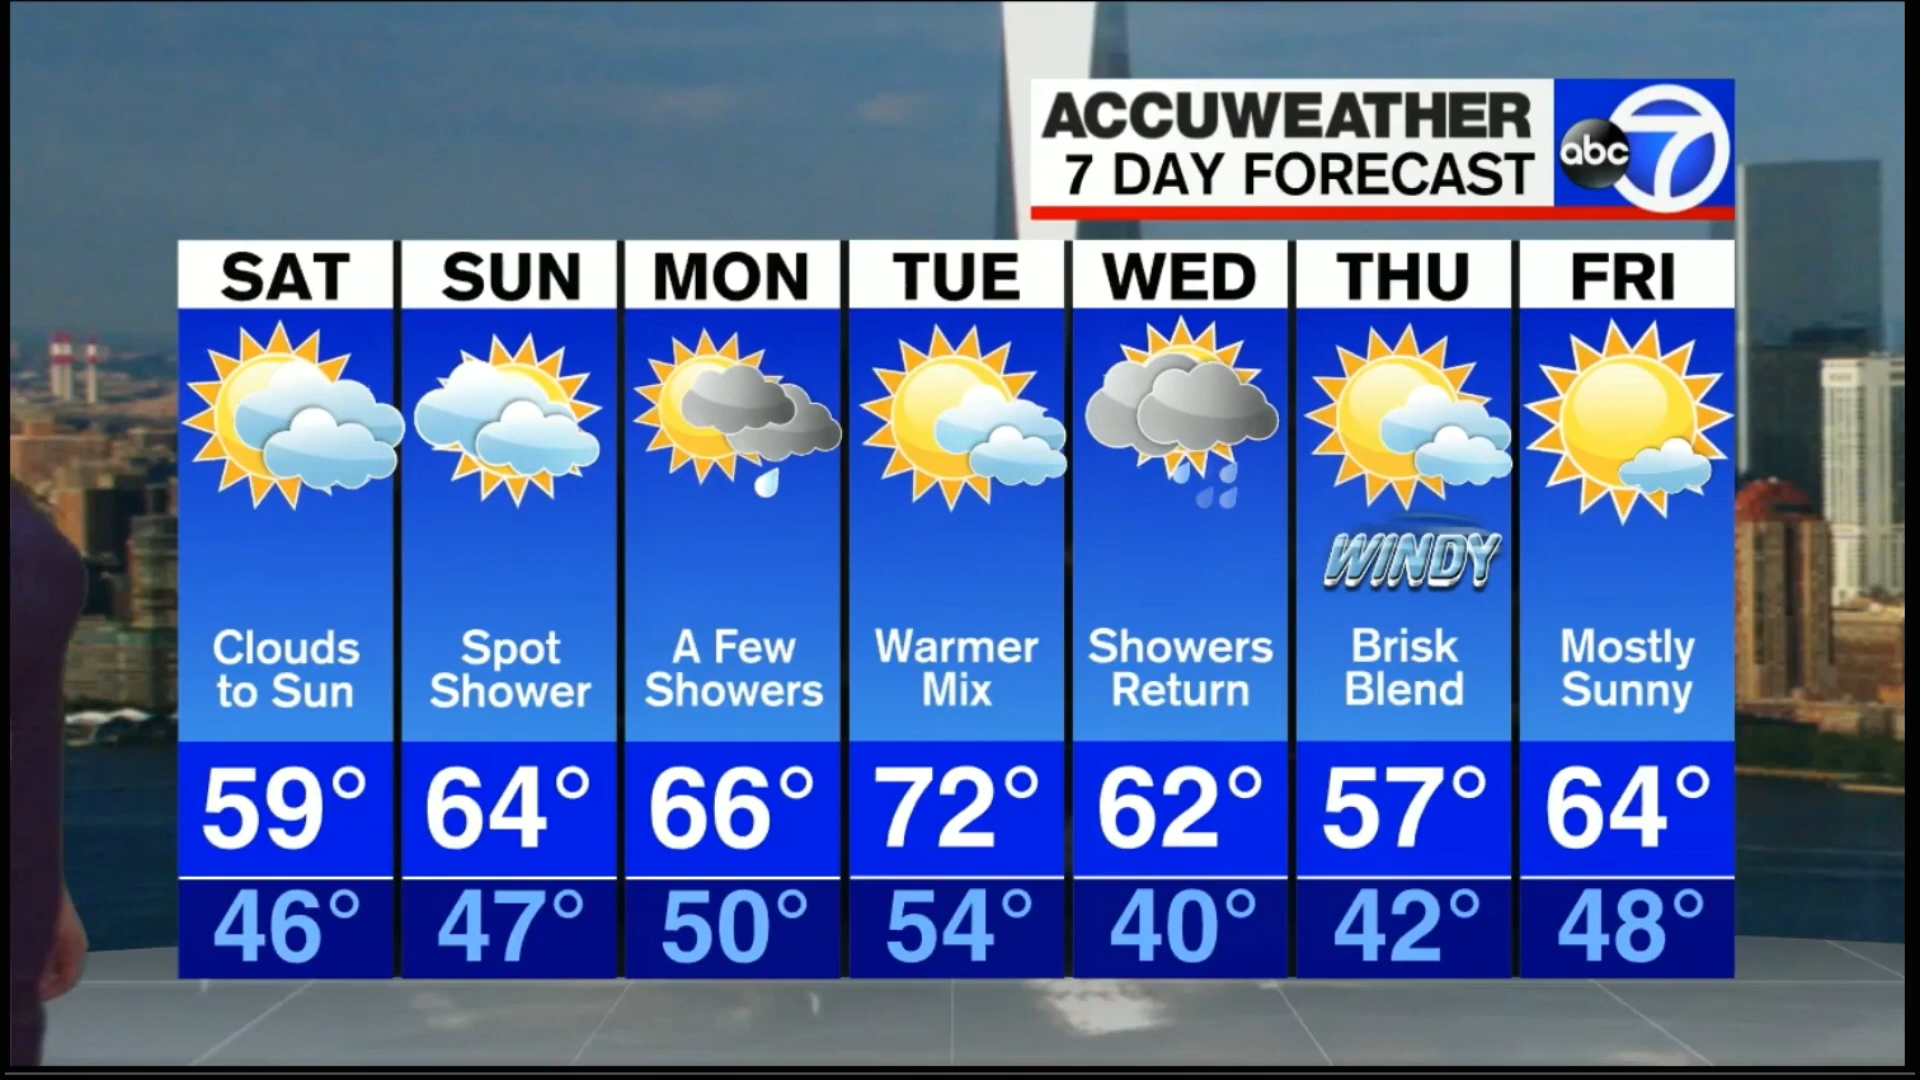 ACCUWEATHER
7 DAY FORECAST
abc 7
SAT
Clouds
to Sun
59°
46°
SUN
Spot
Shower
64°
47°
MON
A Few
Showers
66°
50°
TUE
Warmer
Mix
72°
54°
WED
Showers
Return
62°
40°
THU
WINDY
Brisk
Blend
57°
42°
FRI
Mostly
Sunny
64°
48°